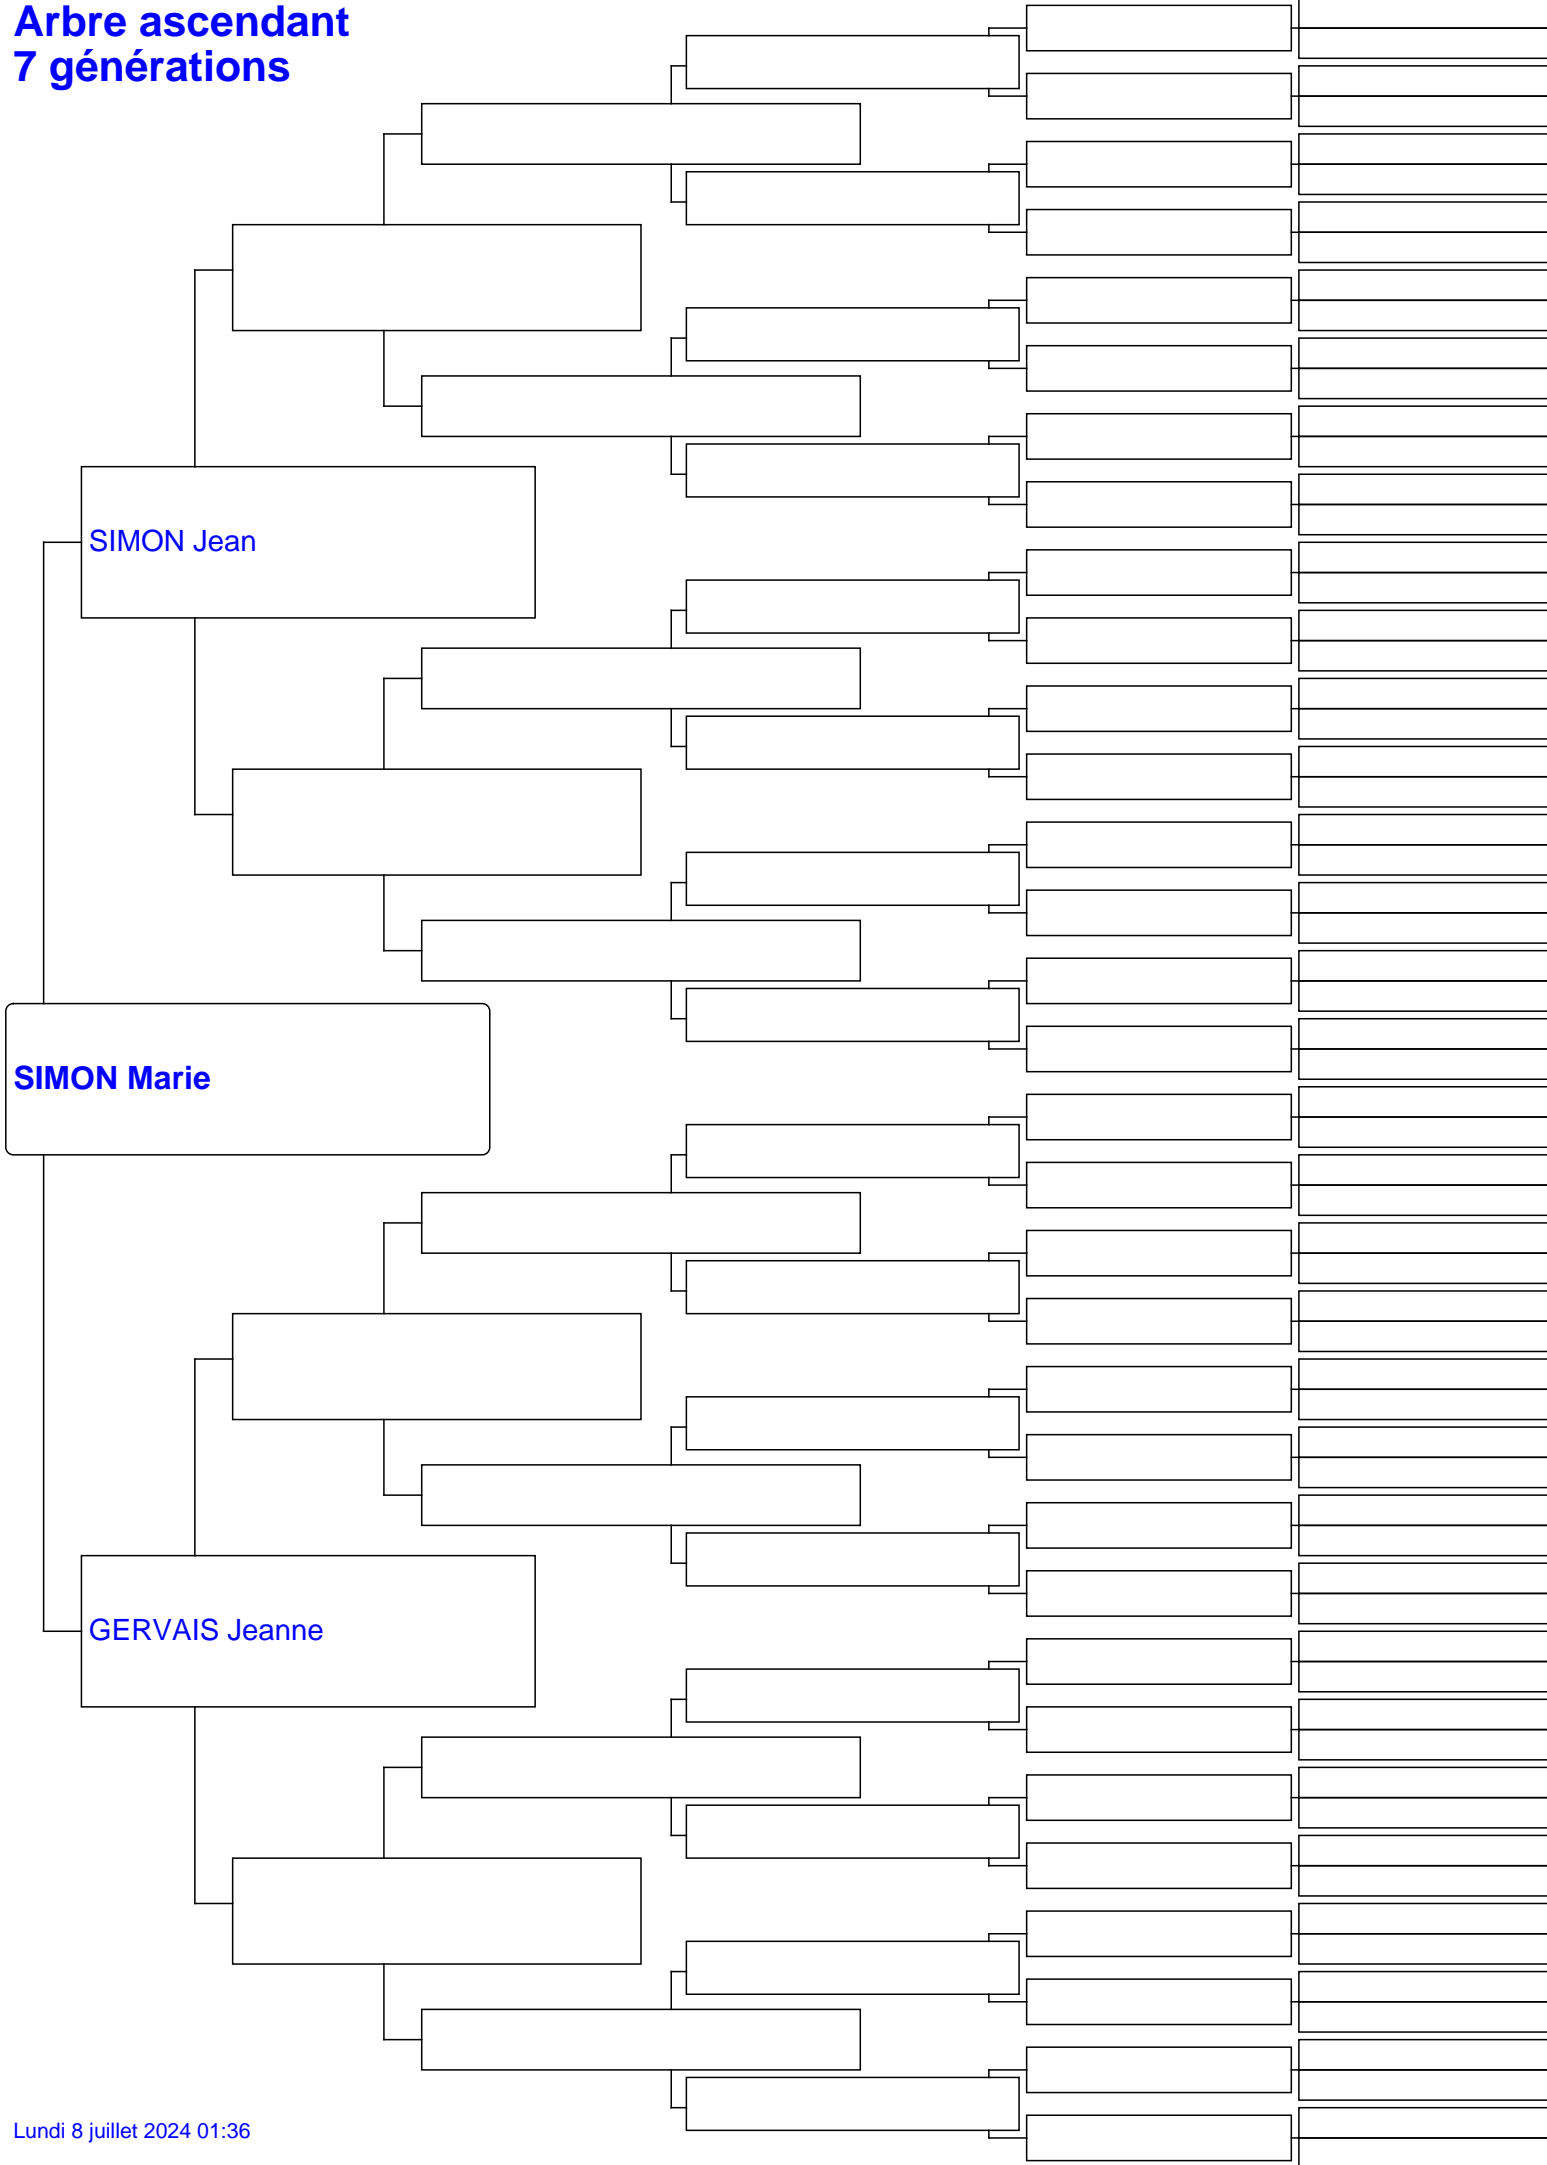 Arbre ascendant
7 générations
SIMON Jean
SIMON Marie
GERVAIS Jeanne
Lundi 8 juillet 2024 01:36